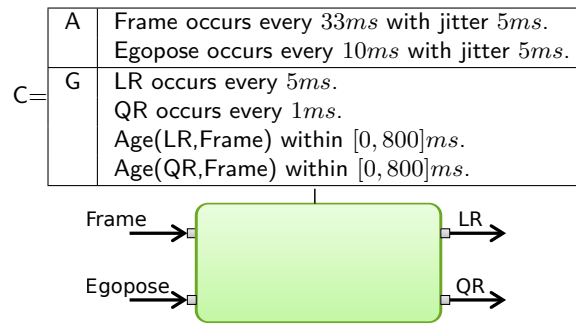 A Frame occurs every 33ms with jitter 5ms.
Egopose occurs every 10ms with jitter 5ms.
C= G LR occurs every 5ms.
QR occurs every 1ms.
Age(LR,Frame) within [0, 800]ms.
Age(QR,Frame) within [0, 800]ms.
Frame LR
Egopose QR